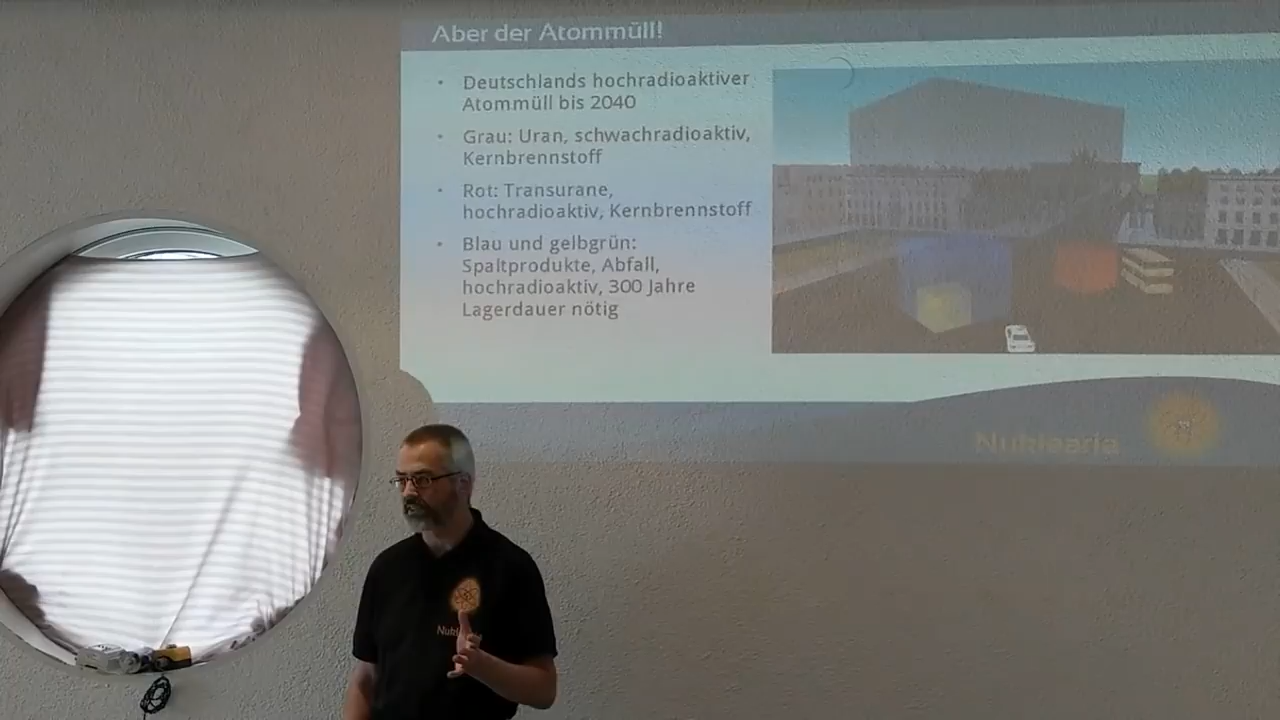 Aber der Atommüll!
• Deutschlands hochradioaktiver
Atommüll bis 2040
• Grau: Uran, schwachradioaktiv,
Kernbrennstoff
• Rot: Transurane,
hochradioaktiv, Kernbrennstoff
• Blau und gelbgrün:
Spaltprodukte, Abfall,
hochradioaktiv, 300 Jahre
Lagerdauer nötig
Nuklearia